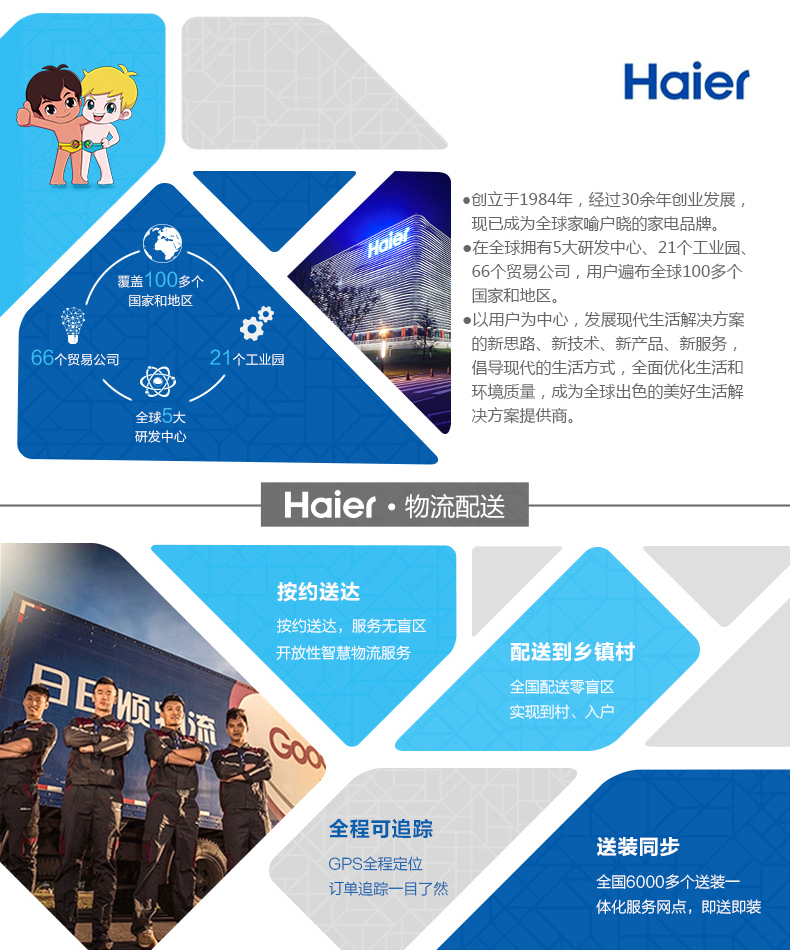 Haier
●创立于1984年，经过30余年创业发展，
现已成为全球家喻户晓的家电品牌。
●在全球拥有5大研发中心、21个工业园、
66个贸易公司，用户遍布全球100多个
国家和地区。
●以用户为中心，发展现代生活解决方案
的新思路、新技术、新产品、新服务，
倡导现代的生活方式，全面优化生活和
环境质量，成为全球出色的美好生活解
决方案提供商。
Haier
覆盖100多个
国家和地区
66个贸易公司
21个工业园
全球5大
研发中心
Haier·物流配送
按约送达
按约送达，服务无盲区
开放性智慧物流服务
配送到乡镇村
全国配送零盲区
实现到村、入户
日日顺物流
Goo
全程可追踪
GPS全程定位
订单追踪一目了然
送装同步
全国6000多个送装一
体化服务网点，即送即装